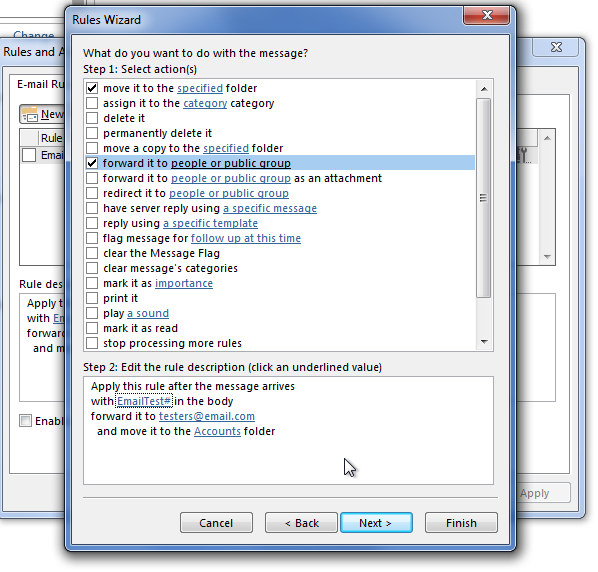 Change
Rules and A
E-mail Ru
New
Rule
Emai
Rule des
Apply th
with Em
forward
and m
Enabl
Apply
Rules Wizard
What do you want to do with the message?
Step 1: Select action(s)
move it to the specified folder
assign it to the category category
delete it
permanently delete it
move a copy to the specified folder
forward it to people or public group
forward it to people or public group as an attachment
redirect it to people or public group
have server reply using a specific message
reply using a specific template
flag message for follow up at this time
clear the Message Flag
clear message's categories
mark it as importance
print it
play a sound
mark it as read
stop processing more rules
Step 2: Edit the rule description (click an underlined value)
Apply this rule after the message arrives
with EmailTest# in the body
forward it to testers@email.com
and move it to the Accounts folder
Cancel
< Back
Next >
Finish